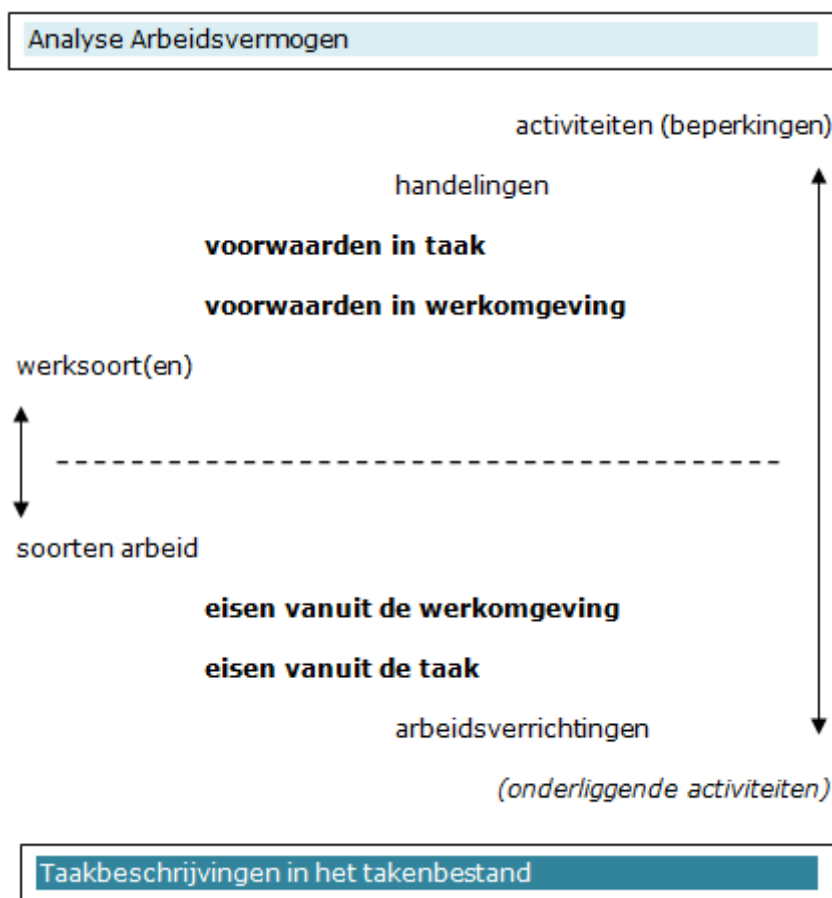 Analyse Arbeidsvermogen
activiteiten (beperkingen)
handelingen
voorwaarden in taak
voorwaarden in werkomgeving
werksoort(en)
soorten arbeid
eisen vanuit de werkomgeving
eisen vanuit de taak
arbeidsverrichtingen
(onderliggende activiteiten)
Taakbeschrijvingen in het takenbestand